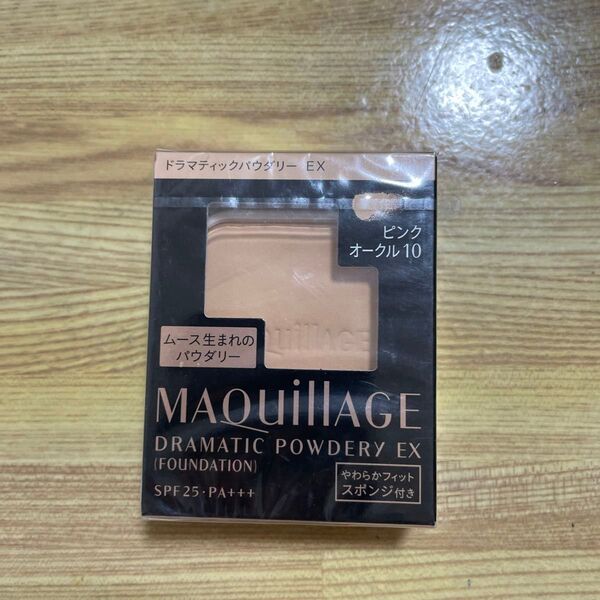 ドラマティックパウダリー EX
ピンク
オークル10
ムース生まれの
パウダリー
MAQuillAGE
MAQuillAGE
DRAMATIC POWDERY EX
(FOUNDATION)
SPF25・PA+++
やわらかフィット
スポンジ付き